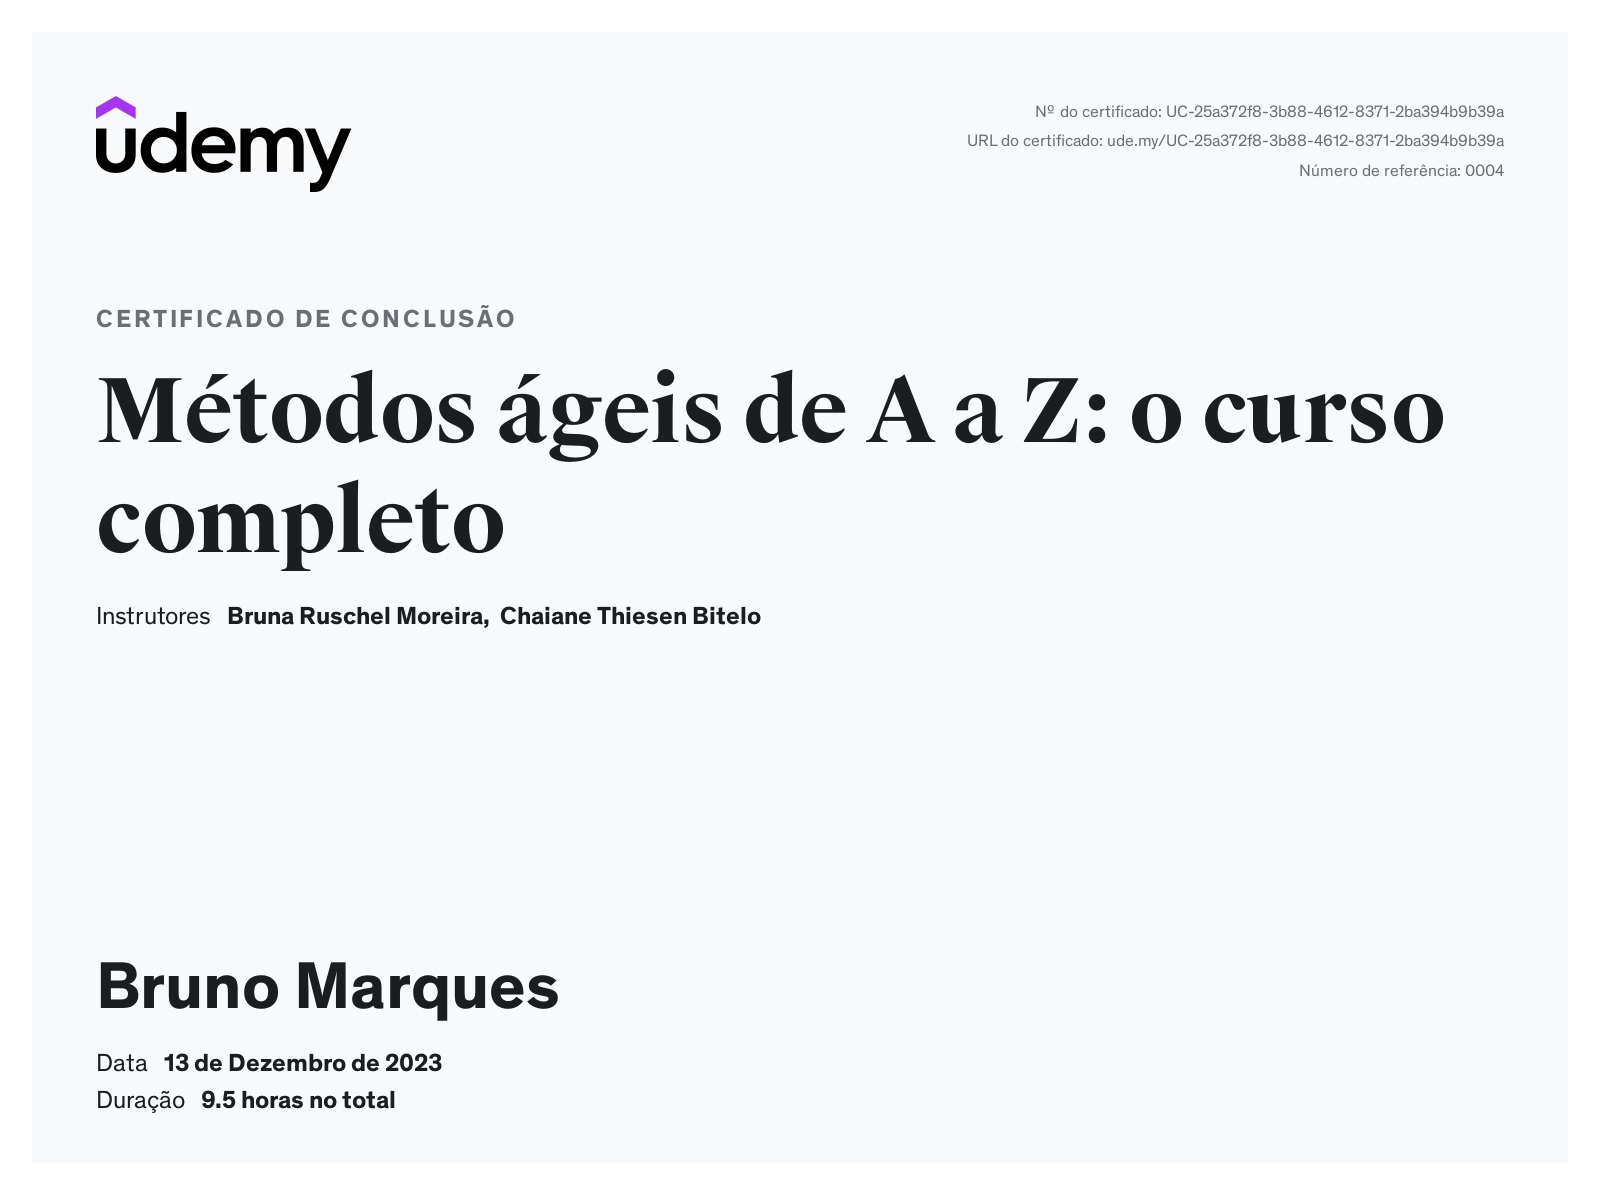 udemy
Nº do certificado: UC-25a372f8-3b88-4612-8371-2ba394b9b39a
URL do certificado: ude.my/UC-25a372f8-3b88-4612-8371-2ba394b9b39a
Número de referência: 0004
CERTIFICADO DE CONCLUSÃO
Métodos ágeis de A a Z: o curso
completo
Instrutores Bruna Ruschel Moreira, Chaiane Thiesen Bitelo
Bruno Marques
Data 13 de Dezembro de 2023
Duração 9.5 horas no total